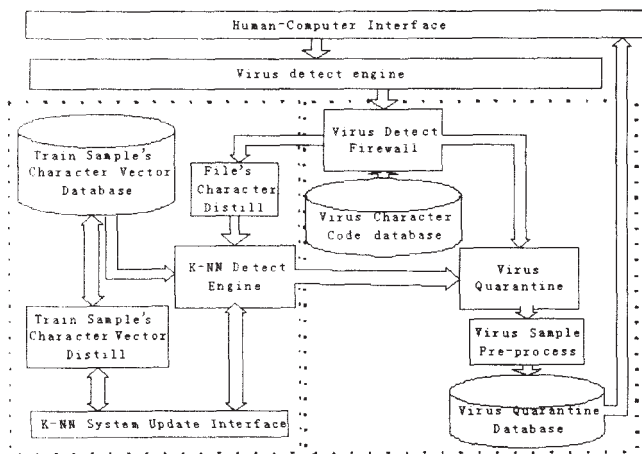 Human-Computer Interface
Virus detect engine
Train Sample's
Character Vector
Database
File's
Character
Distill
Virus Detect
Firewall
Virus Character
Code database
K-NN Detect
Engine
Virus
Quarantine
Train Sample's
Character Vector
Distill
Virus Sample
Pre-process
K-NN System Update Interface
Virus Quarantine
Database